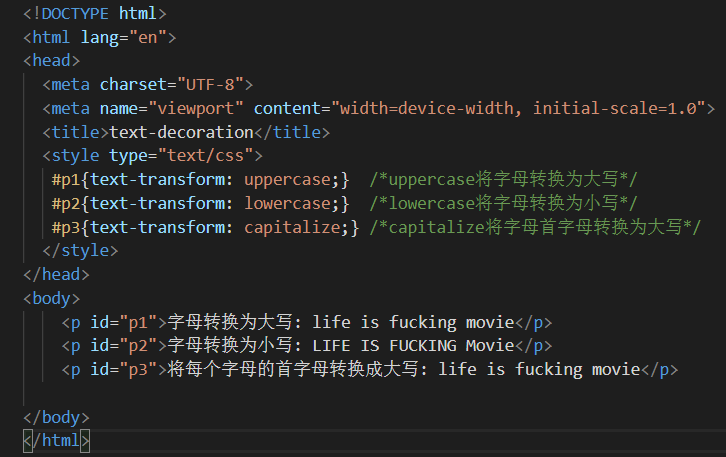 <!DOCTYPE html>
<html lang="en">
<head>
  <meta charset="UTF-8">
  <meta name="viewport" content="width=device-width, initial-scale=1.0">
  <title>text-decoration</title>
  <style type="text/css">
   #p1{text-transform: uppercase;}  /*uppercase将字母转换为大写*/
   #p2{text-transform: lowercase;}  /*lowercase将字母转换为小写*/
   #p3{text-transform: capitalize;} /*capitalize将字母首字母转换为大写*/
  </style>
</head>
<body>
    <p id="p1">字母转换为大写: life is fucking movie</p>
    <p id="p2">字母转换为小写: LIFE IS FUCKING Movie</p>
    <p id="p3">将每个字母的首字母转换成大写: life is fucking movie</p>
</body>
</html>